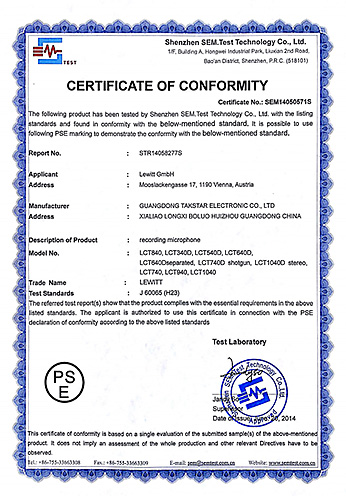 Shenzhen SEM.Test Technology Co., Ltd.
1/F, Building A, Hongwei Industrial Park, Liuxian 2nd Road,
Bao'an District, Shenzhen, P.R.C. (518101)
SEM
TEST
CERTIFICATE OF CONFORMITY
Certificate No.: SEM14050571S
The following product has been tested by Shenzhen SEM.Test Technology Co., Ltd. with the listing
standards and found in conformity with the below-mentioned standard. It is possible to use
following PSE marking to demonstrate the conformity with the below-mentioned standard.
Report No. : STR14058277S
Applicant : Lewitt GmbH
Address : Mooslackengasse 17, 1190 Vienna, Austria
Manufacturer : GUANGDONG TAKSTAR ELECTRONIC CO., LTD
Address : XIALIAO LONGXI BOLUO HUIZHOU GUANGDONG CHINA
Description of Product : recording microphone
Model No. : LCT840, LCT340D, LCT540D, LCT640D,
LCT640Dseparated, LCT740D shotgun, LCT1040D stereo,
LCT740, LCT940, LCT1040
Trade Name : LEWITT
Test Standards : J 60065 (H23)
The referred test report(s) show that the product complies with the essential requirements in the above
listed standards. The applicant is authorized to use this certificate in connection with the PSE
declaration of conformity according to the above listed standards
Test Laboratory
PS
E
SEM.Test Technology Co., Ltd
Approved
Supervisor
Date of Issue
2014
This certificate of conformity is based on a single evaluation of the submitted sample(s) of the above-mentioned
product. It does not imply an assessment of the whole production and other relative Directives have to be
observed.
Tel.: +86-755-33663308 Fax.: +86-755-33663309 E-mail: sem@semtest.com.cn Website: www.semtest.com.cn